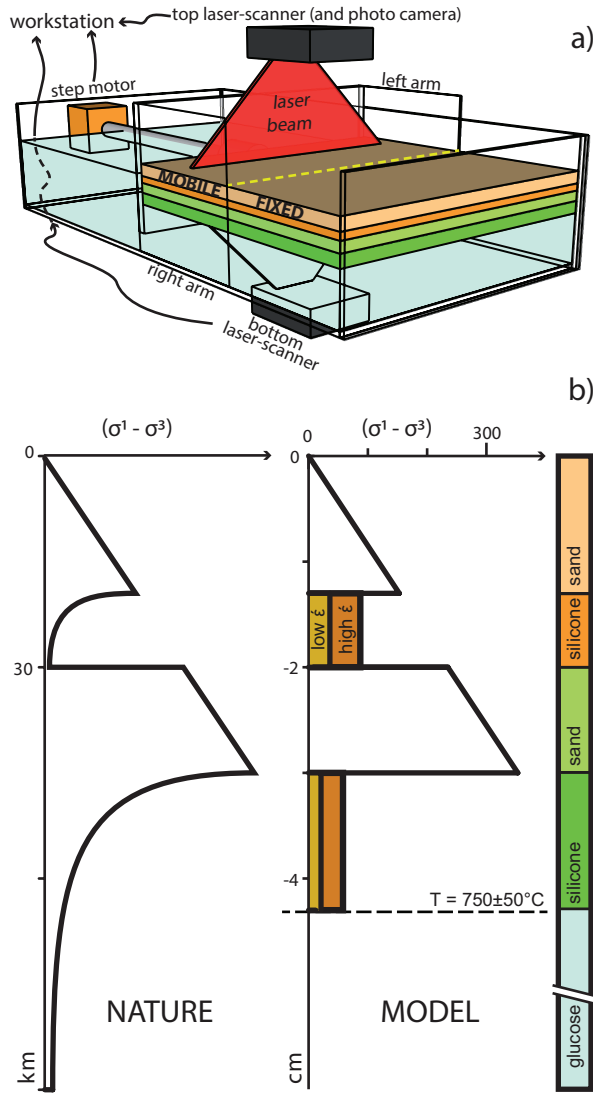 workstation
top laser-scanner (and photo camera)
a)
step motor
left arm
laser
beam
MOBILE
FIXED
right arm
bottom
laser-scanner
b)
(σ¹ - σ³)
(σ¹ - σ³)
0
0
300
0
sand
low έ
high έ
silicone
30
-2
sand
silicone
-4
T = 750±50°C
NATURE
MODEL
glucose
km
cm